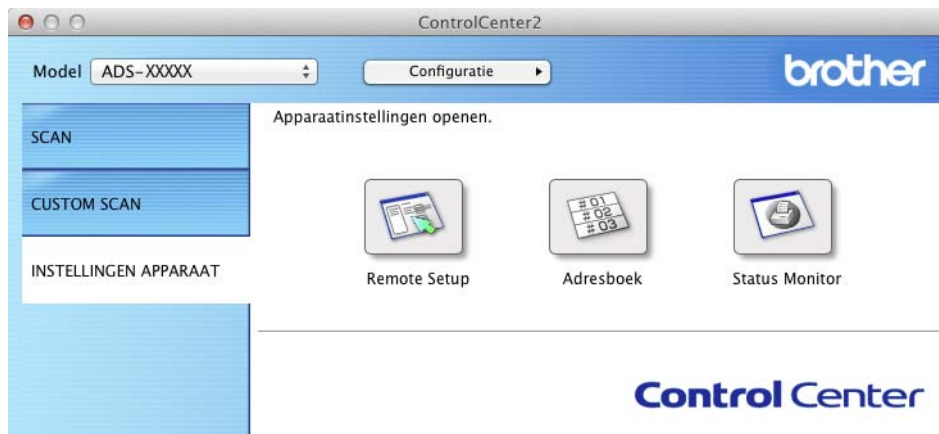 ControlCenter2
Model ADS-XXXXX Configuratie brother
Apparaatinstellingen openen.
SCAN
CUSTOM SCAN
INSTELLINGEN APPARAAT
#01
#02
#03
Remote Setup Adresboek Status Monitor
Control Center